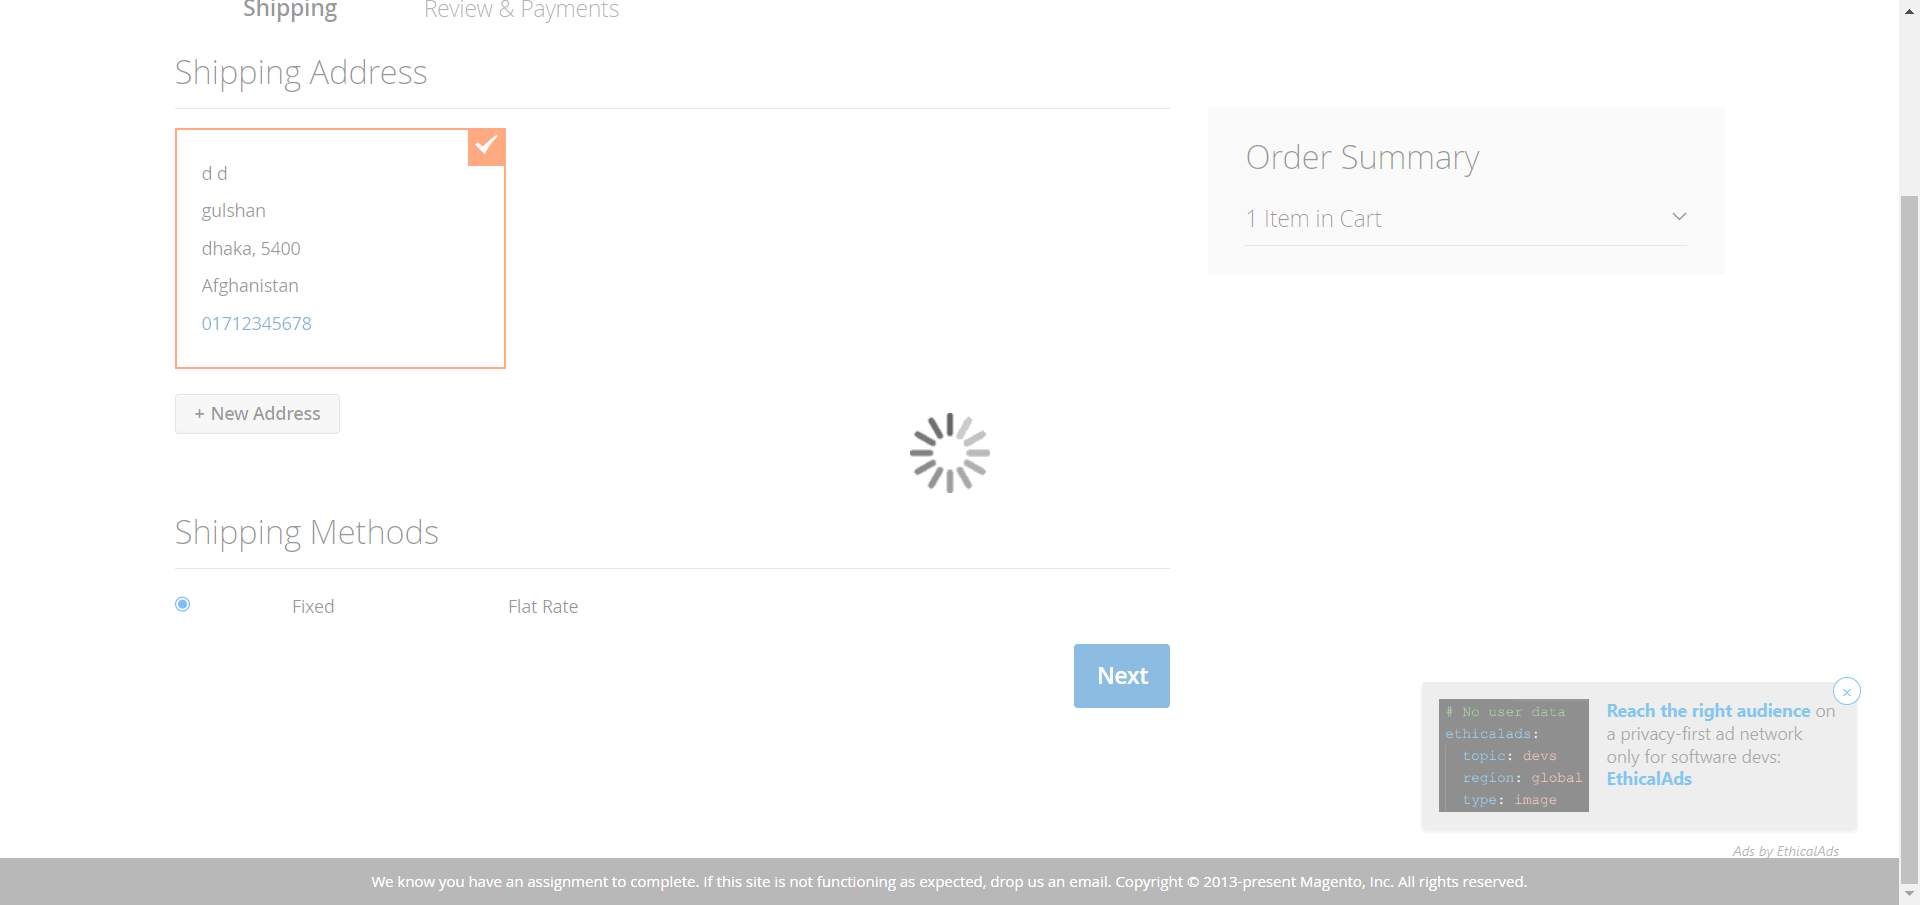 Shipping
Review & Payments
Shipping Address
d d
gulshan
dhaka, 5400
Afghanistan
01712345678
+ New Address
Order Summary
1 Item in Cart
Shipping Methods
Fixed
Flat Rate
Next
# No user data
ethicalads:
topic: devs
region: global
type: image
Reach the right audience on
a privacy-first ad network
only for software devs:
EthicalAds
Ads by EthicalAds
We know you have an assignment to complete. If this site is not functioning as expected, drop us an email. Copyright © 2013-present Magento, Inc. All rights reserved.